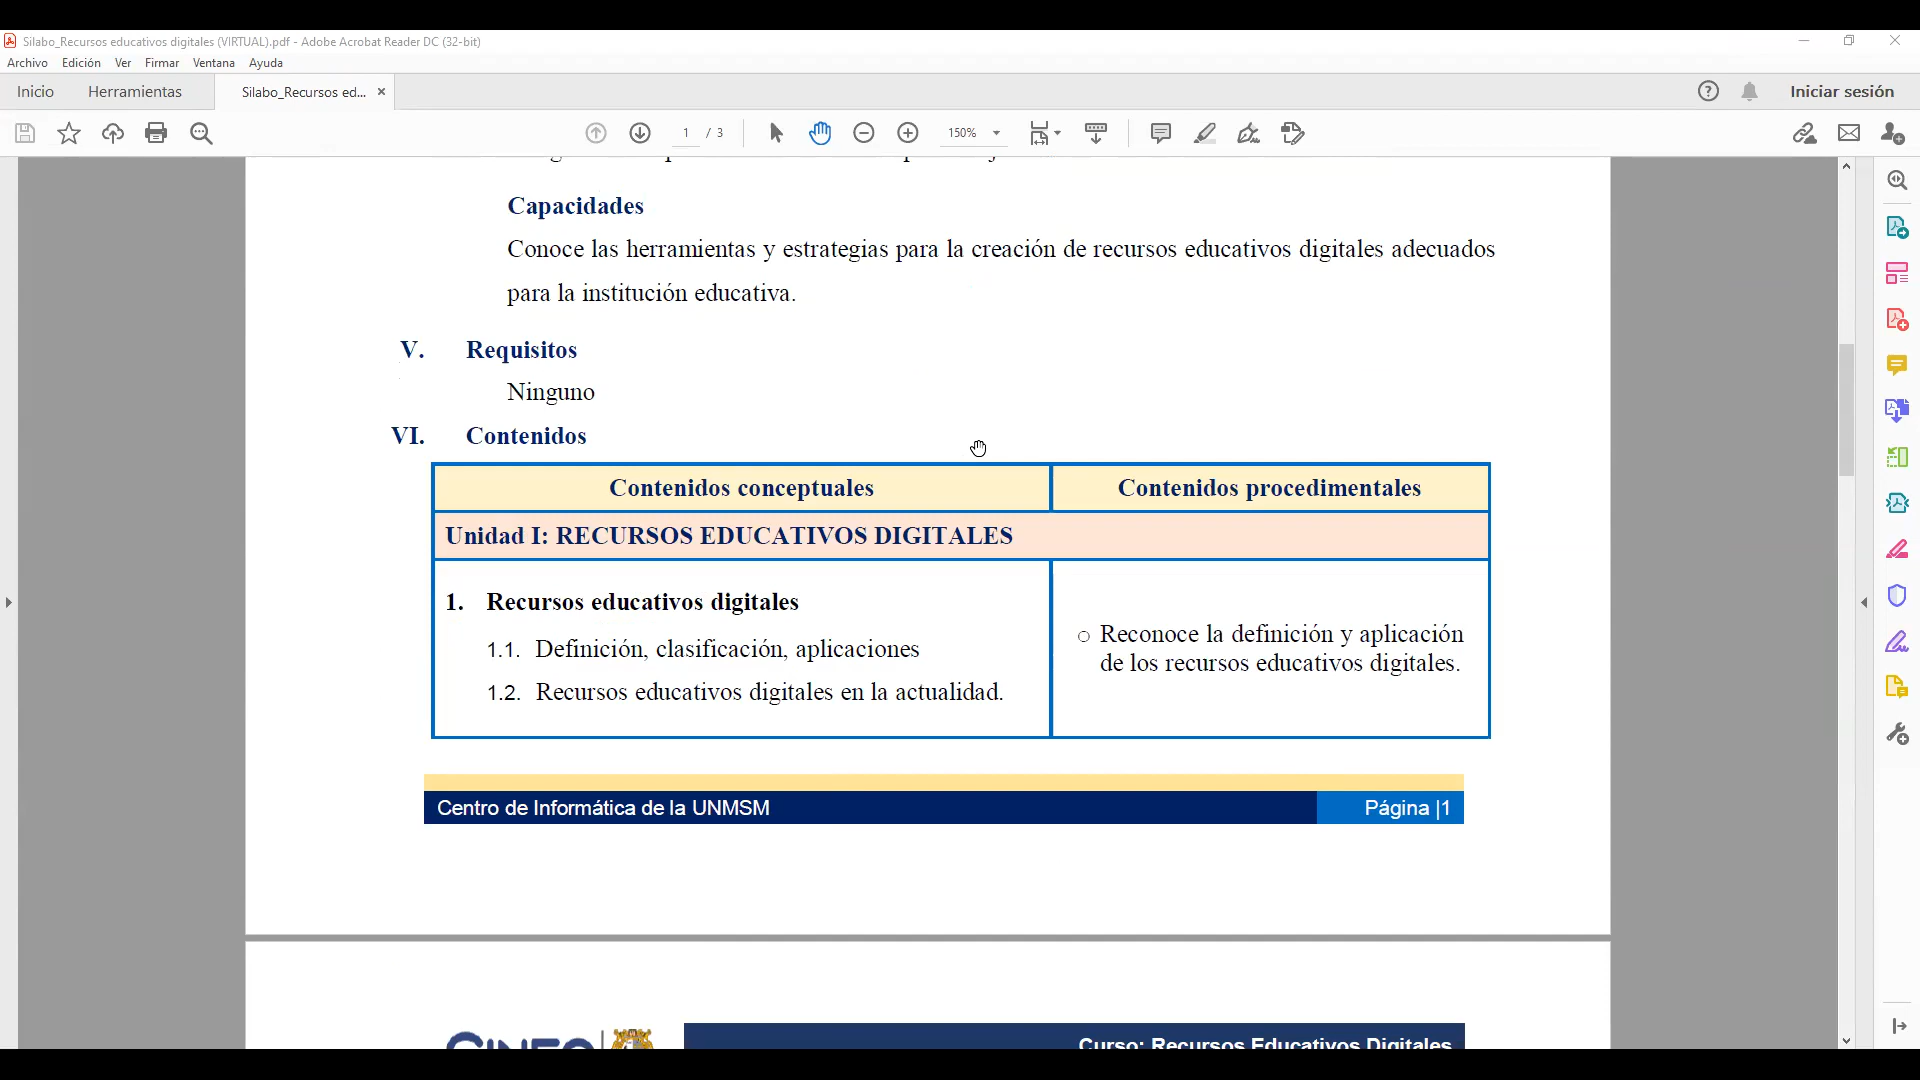 Silabo_Recursos educativos digitales (VIRTUAL).pdf - Adobe Acrobat Reader DC (32-bit)
Archivo Edición Ver Firmar Ventana Ayuda
Inicio Herramientas Silabo_Recursos ed... Iniciar sesión
1 / 3 150%
Capacidades
Conoce las herramientas y estrategias para la creación de recursos educativos digitales adecuados
para la institución educativa.
V. Requisitos
Ninguno
VI. Contenidos
Contenidos conceptuales Contenidos procedimentales
Unidad I: RECURSOS EDUCATIVOS DIGITALES
1. Recursos educativos digitales
1.1. Definición, clasificación, aplicaciones
1.2. Recursos educativos digitales en la actualidad.
Reconoce la definición y aplicación
de los recursos educativos digitales.
Centro de Informática de la UNMSM Página |1
Curso: Recursos Educativos Digitales